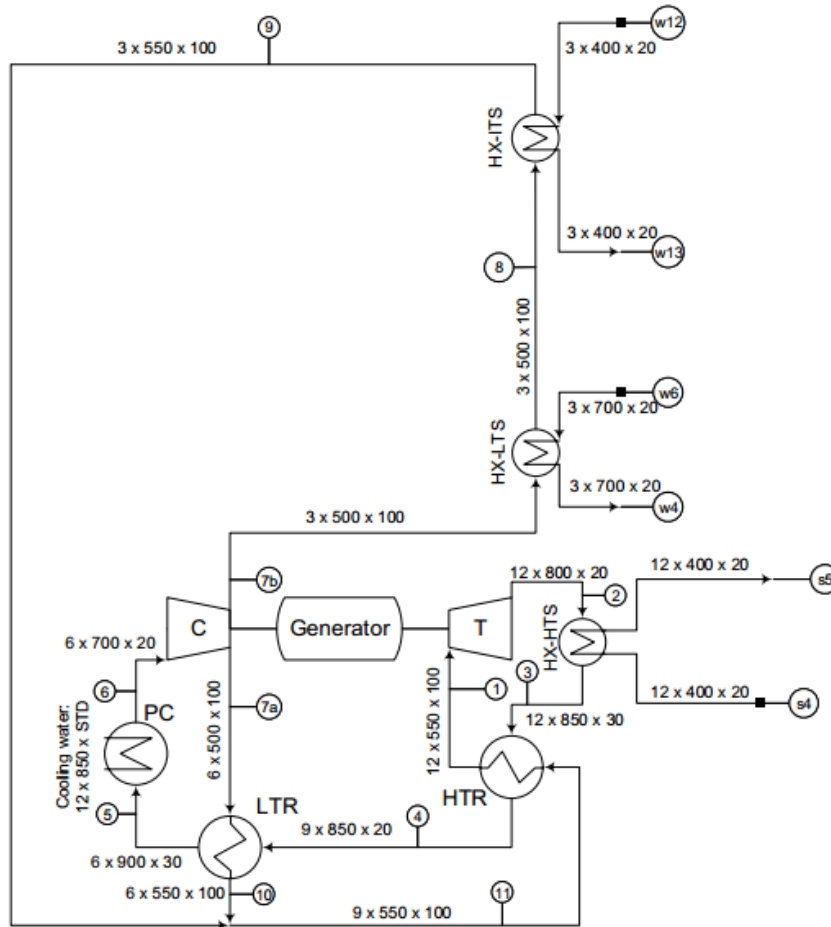 9
3 x 550 x 100
w12
3 x 400 x 20
HX-ITS
3 x 400 x 20
w13
8
3 x 500 x 100
w6
3 x 700 x 20
HX-LTS
3 x 700 x 20
w4
3 x 500 x 100
7b
12 x 800 x 20
2
12 x 400 x 20
s5
C
Generator
T
HX-HTS
6 x 700 x 20
6
PC
Cooling water:
12 x 850 x STD
7a
6 x 500 x 100
1
12 x 550 x 100
3
12 x 850 x 30
12 x 400 x 20
s4
HTR
5
LTR
4
9 x 850 x 20
6 x 900 x 30
6 x 550 x 100
10
11
9 x 550 x 100